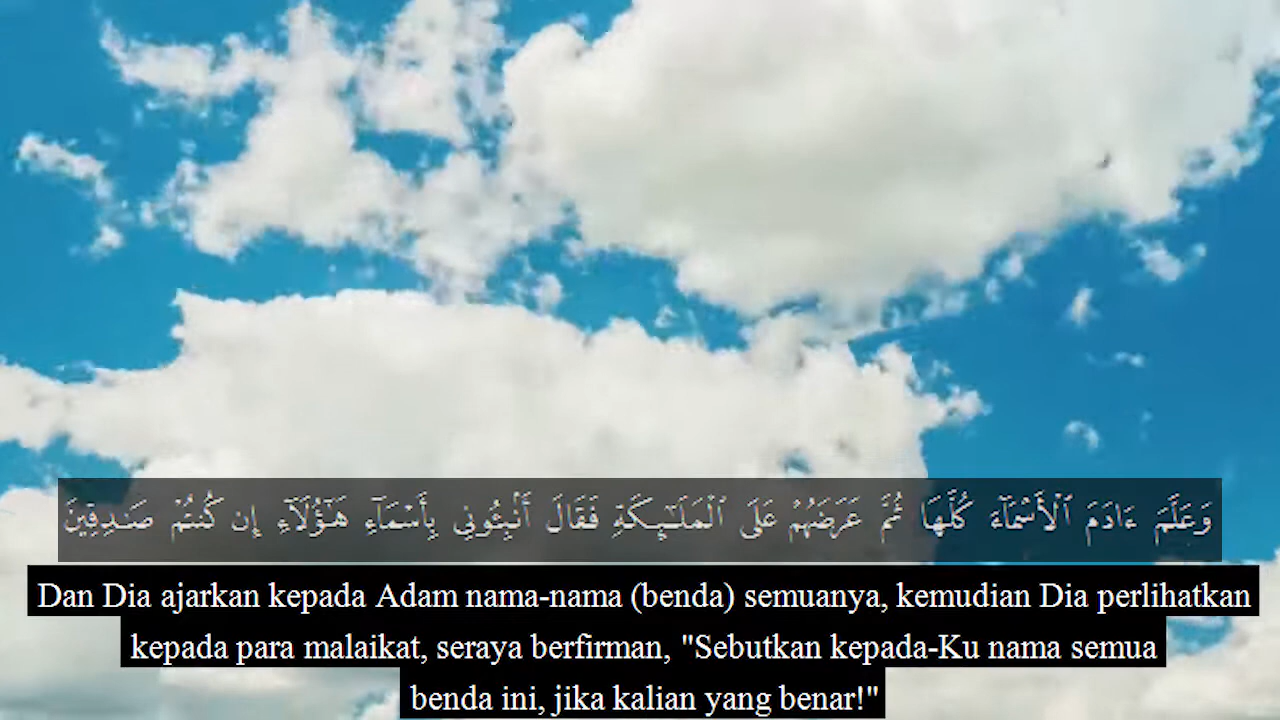 وَعَلَّمَ ءَادَمَ ٱلْأَسْمَآءَ كُلَّهَا ثُمَّ عَرَضَهُمْ عَلَى ٱلْمَلَـٰٓئِكَةِ فَقَالَ أَنۢبِـُٔونِى بِأَسْمَآءِ هَـٰٓؤُلَآءِ إِن كُنتُمْ صَـٰدِقِينَ
Dan Dia ajarkan kepada Adam nama-nama (benda) semuanya, kemudian Dia perlihatkan
kepada para malaikat, seraya berfirman, "Sebutkan kepada-Ku nama semua
benda ini, jika kalian yang benar!"